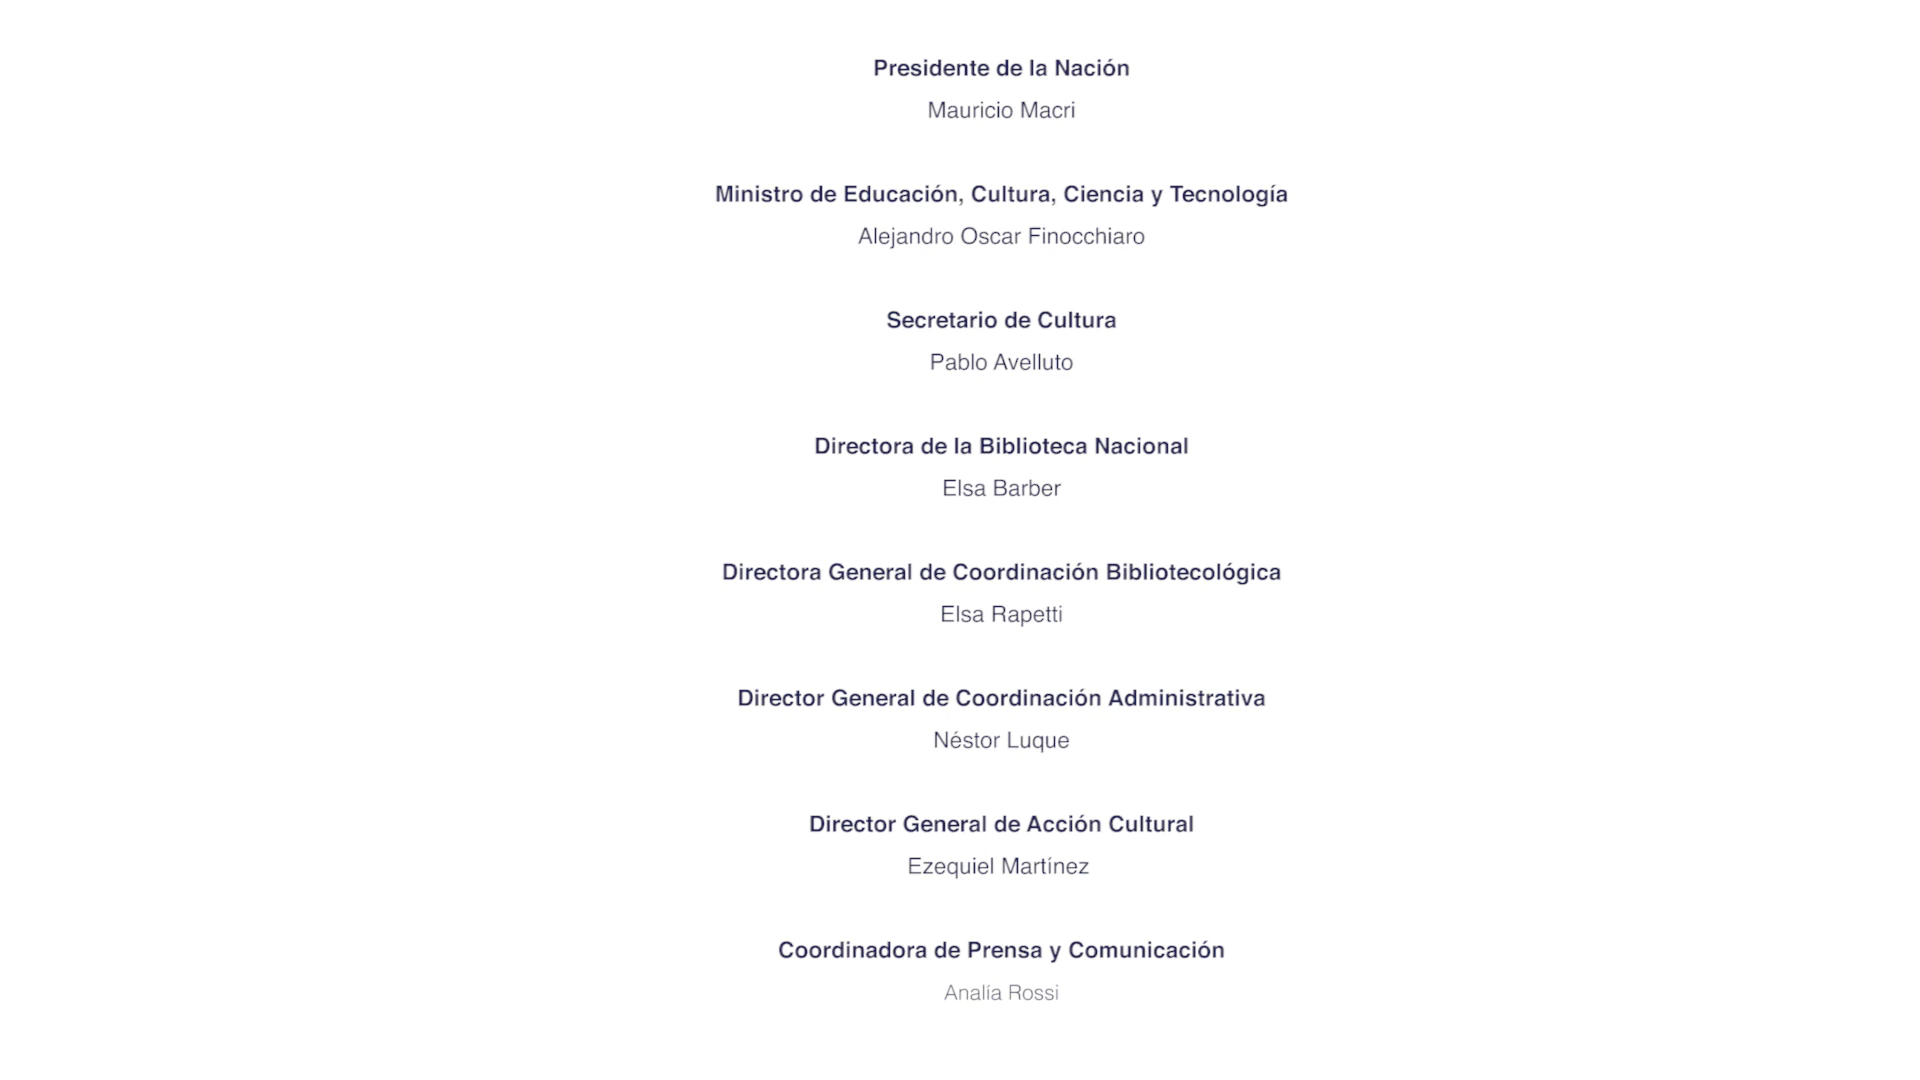 Presidente de la Nación
Mauricio Macri
Ministro de Educación, Cultura, Ciencia y Tecnología
Alejandro Oscar Finocchiaro
Secretario de Cultura
Pablo Avelluto
Directora de la Biblioteca Nacional
Elsa Barber
Directora General de Coordinación Bibliotecológica
Elsa Rapetti
Director General de Coordinación Administrativa
Néstor Luque
Director General de Acción Cultural
Ezequiel Martínez
Coordinadora de Prensa y Comunicación
Analía Rossi